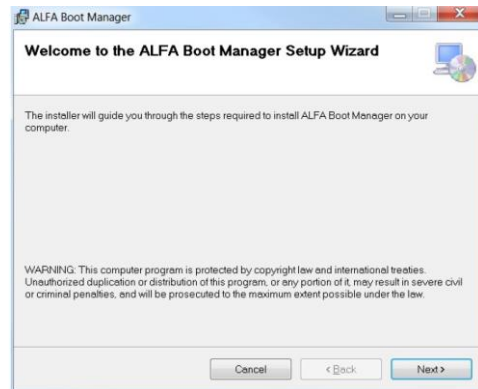 ALFA Boot Manager
Welcome to the ALFA Boot Manager Setup Wizard
The installer will guide you through the steps required to install ALFA Boot Manager on your
computer.
WARNING: This computer program is protected by copyright law and international treaties.
Unauthorized duplication or distribution of this program, or any portion of it, may result in severe civil
or criminal penalties, and will be prosecuted to the maximum extent possible under the law.
Cancel < Back Next >